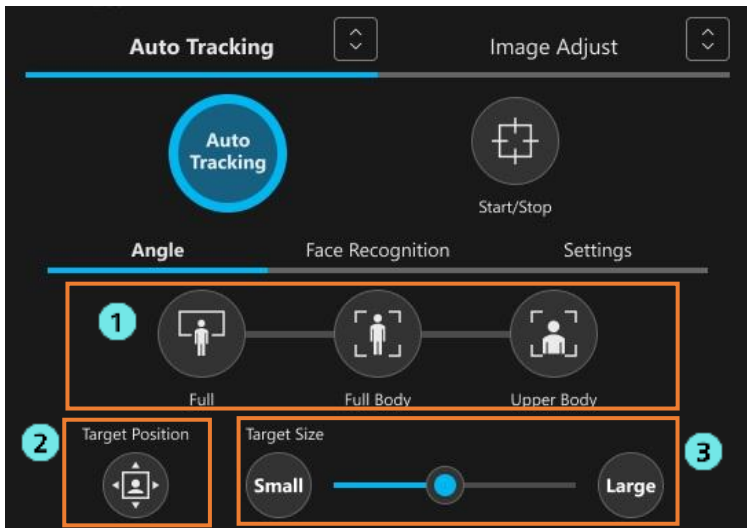 Auto Tracking
Image Adjust
Auto
Tracking
Start/Stop
Angle
Face Recognition
Settings
1
Full
Full Body
Upper Body
2
Target Position
Target Size
3
Small
Large